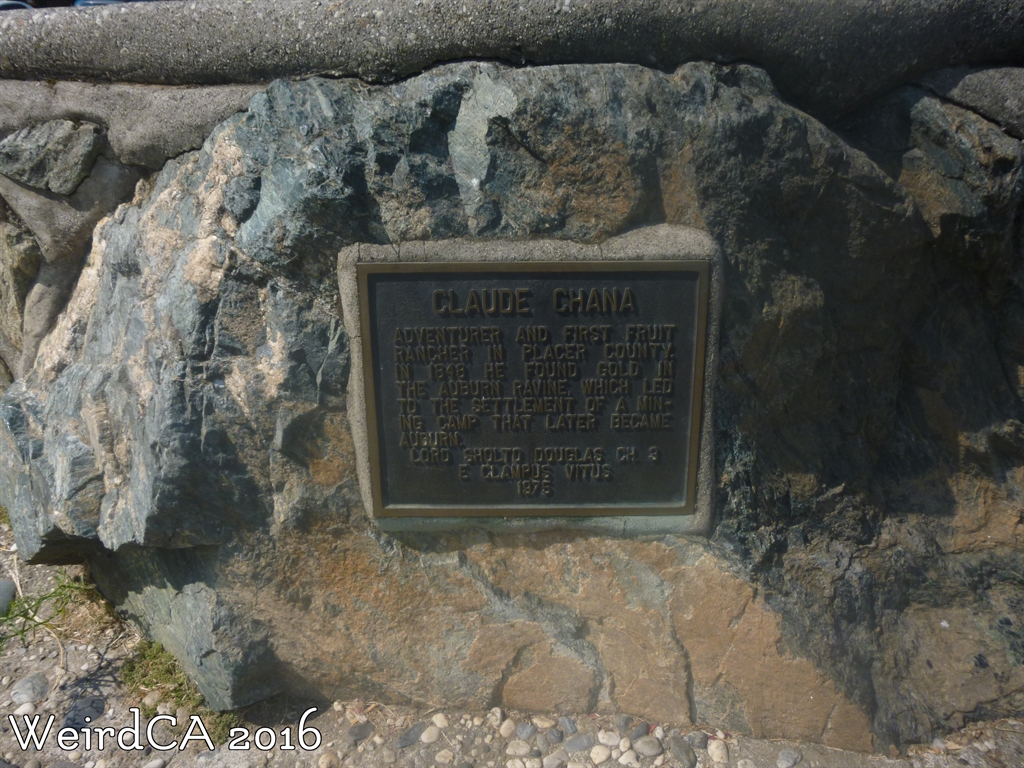 CLAUDE CHANA
ADVENTURER AND FIRST FRUIT
RANCHER IN PLACER COUNTY.
IN 1848 HE FOUND GOLD IN
THE AUBURN RAVINE, WHICH LED
TO THE SETTLEMENT OF A MIN-
ING CAMP THAT LATER BECAME
AUBURN.
LORD SHOLTO DOUGLAS CH. 3
E CLAMPUS VITUS
1975
WeirdCA 2016